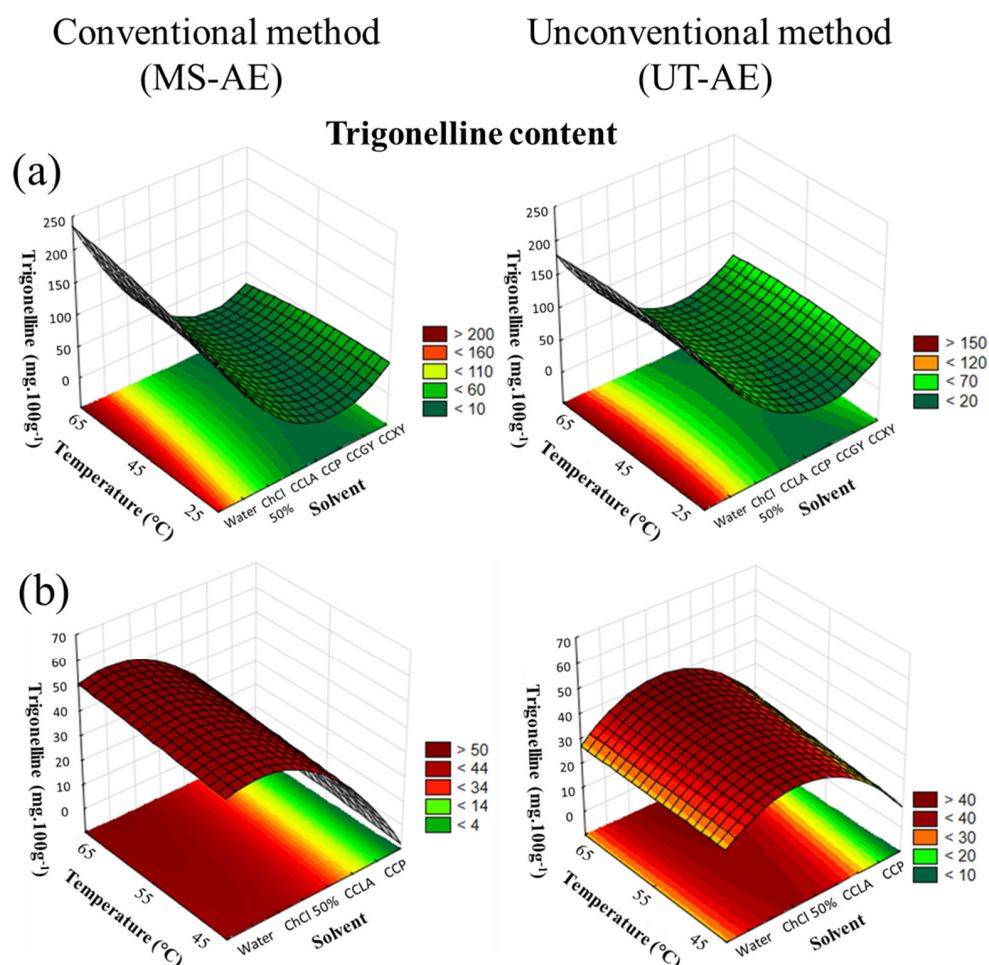 Conventional method
(MS-AE)
Unconventional method
(UT-AE)
Trigonelline content
(a)
Trigonelline (mg.100g⁻¹)
250
200
150
100
50
0
65
45
25
Temperature (°C)
Water
ChCl
50%
CCLA
CCP
CCGY
CCXY
Solvent
> 200
< 160
< 110
< 60
< 10
Trigonelline (mg.100g⁻¹)
250
200
150
100
50
0
65
45
25
Temperature (°C)
Water
ChCl
50%
CCLA
CCP
CCGY
CCXY
Solvent
> 150
< 120
< 70
< 20
(b)
Trigonelline (mg.100g⁻¹)
70
60
50
40
30
20
10
0
65
55
45
Temperature (°C)
Water
ChCl 50%
CCLA
CCP
Solvent
> 50
< 44
< 34
< 14
< 4
Trigonelline (mg.100g⁻¹)
70
60
50
40
30
20
10
0
65
55
45
Temperature (°C)
Water
ChCl 50%
CCLA
CCP
Solvent
> 40
< 40
< 30
< 20
< 10